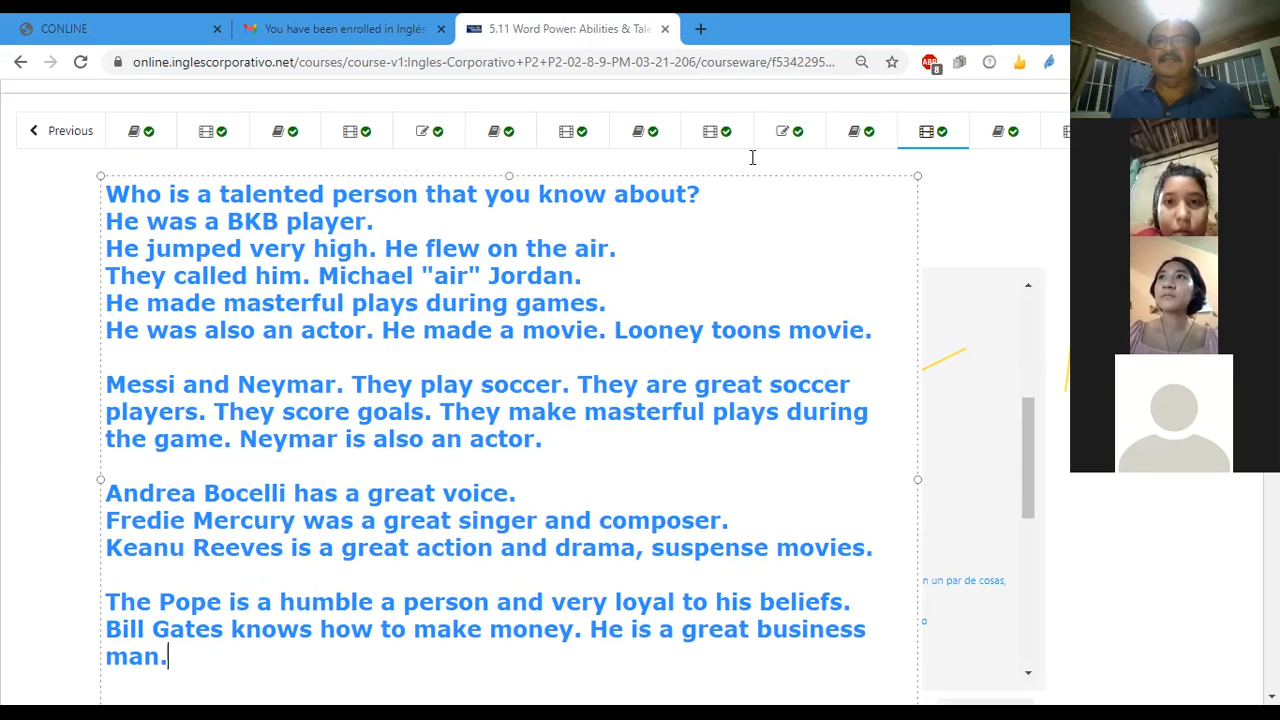 CONLINE
You have been enrolled in Inglés
5.11 Word Power: Abilities & Tale
online.inglescorporativo.net/courses/course-v1:Ingles-Corporativo+P2+P2-02-8-9-PM-03-21-206/courseware/f5342295...
ABP
8
Previous
Who is a talented person that you know about?
He was a BKB player.
He jumped very high. He flew on the air.
They called him. Michael "air" Jordan.
He made masterful plays during games.
He was also an actor. He made a movie. Looney toons movie.
Messi and Neymar. They play soccer. They are great soccer
players. They score goals. They make masterful plays during
the game. Neymar is also an actor.
Andrea Bocelli has a great voice.
Fredie Mercury was a great singer and composer.
Keanu Reeves is a great action and drama, suspense movies.
n un par de cosas,
The Pope is a humble a person and very loyal to his beliefs.
o
Bill Gates knows how to make money. He is a great business
man.